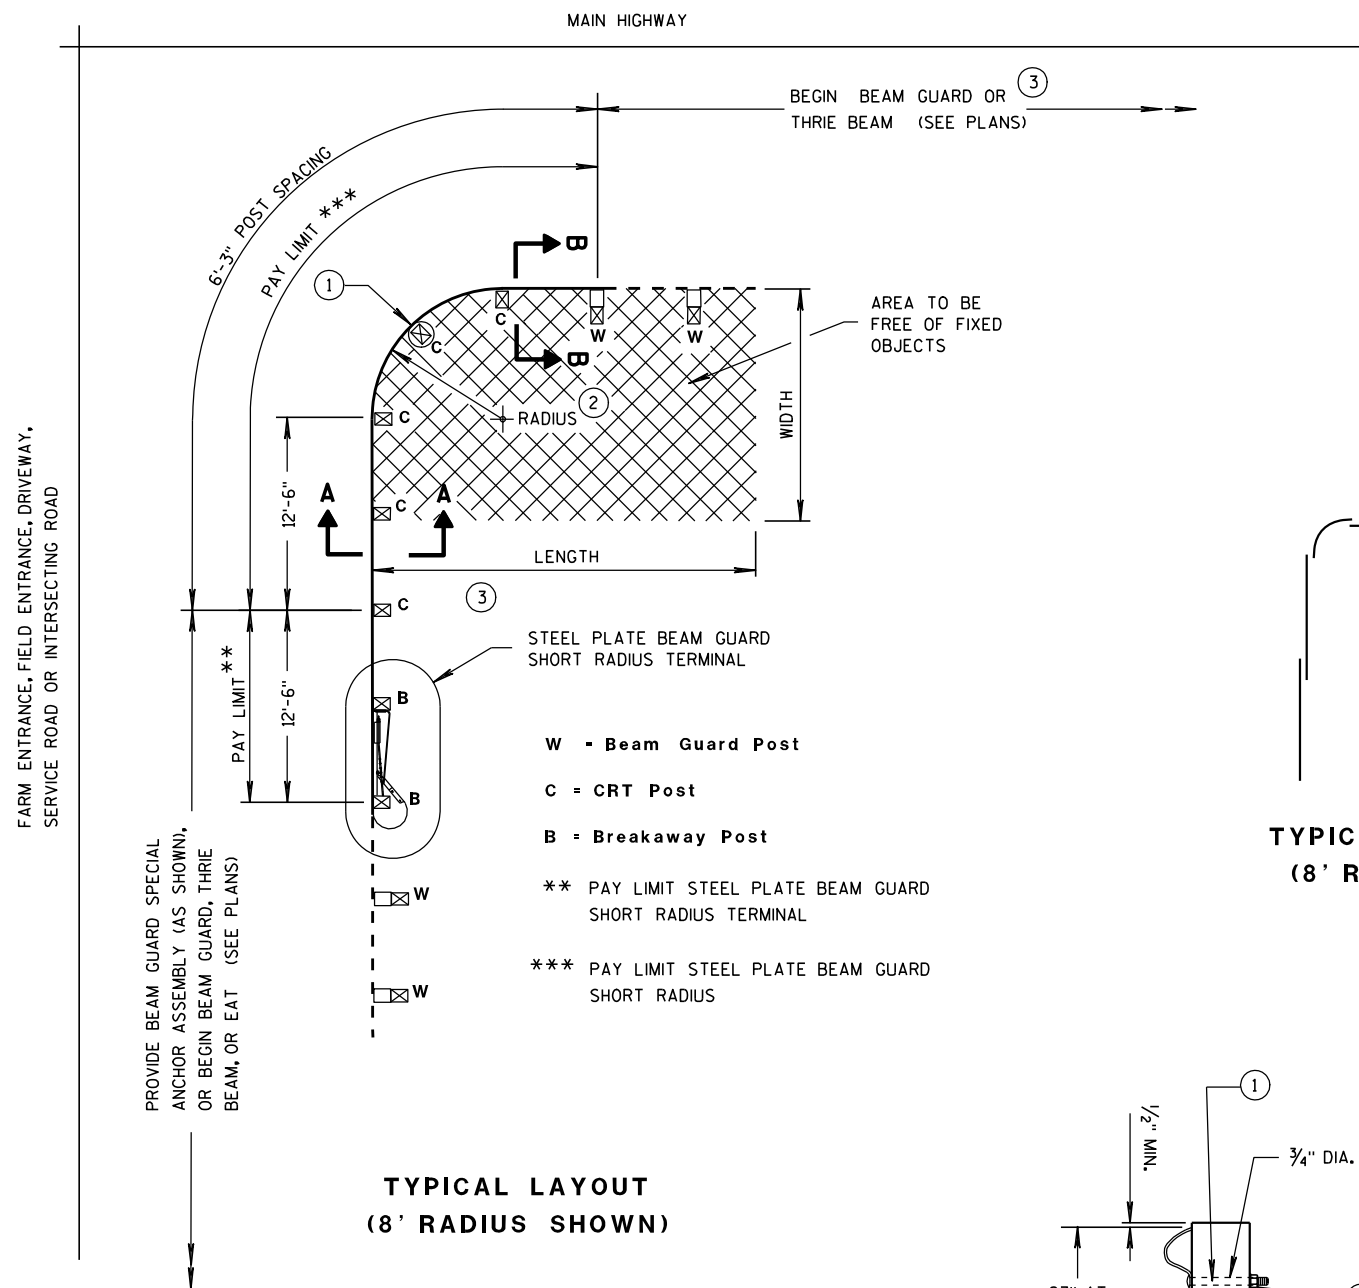 MAIN HIGHWAY
BEGIN BEAM GUARD OR
THRIE BEAM (SEE PLANS)
3
6'-3" POST SPACING
PAY LIMIT ***
1
B
B
C
C
W
W
AREA TO BE
FREE OF FIXED
OBJECTS
2
RADIUS
WIDTH
C
12'-6"
A
A
C
LENGTH
C
3
FARM ENTRANCE, FIELD ENTRANCE, DRIVEWAY,
SERVICE ROAD OR INTERSECTING ROAD
STEEL PLATE BEAM GUARD
SHORT RADIUS TERMINAL
PAY LIMIT **
12'-6"
B
B
W - Beam Guard Post
C - CRT Post
B - Breakaway Post
** PAY LIMIT STEEL PLATE BEAM GUARD
SHORT RADIUS TERMINAL
*** PAY LIMIT STEEL PLATE BEAM GUARD
SHORT RADIUS
W
W
PROVIDE BEAM GUARD SPECIAL
ANCHOR ASSEMBLY (AS SHOWN),
OR BEGIN BEAM GUARD, THRIE
BEAM, OR EAT (SEE PLANS)
TYPICAL LAYOUT
(8' RADIUS SHOWN)
TYPIC
(8' R
1
1/2" MIN.
3/4" DIA.